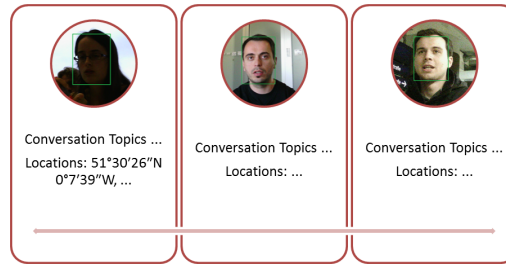 Conversation Topics ...
Locations: 51°30'26"N
0°7'39"W, ...
Conversation Topics ...
Locations: ...
Conversation Topics ...
Locations: ...